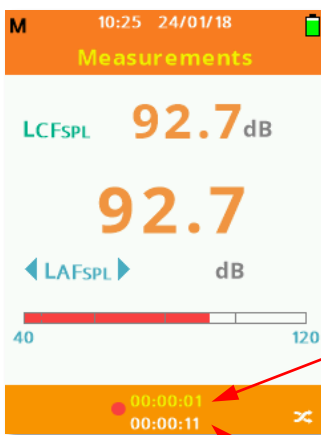 M 10:25 24/01/18
Measurements
LCFSPL 92.7dB
92.7
LAFSPL dB
40 120
00:00:01
00:00:11